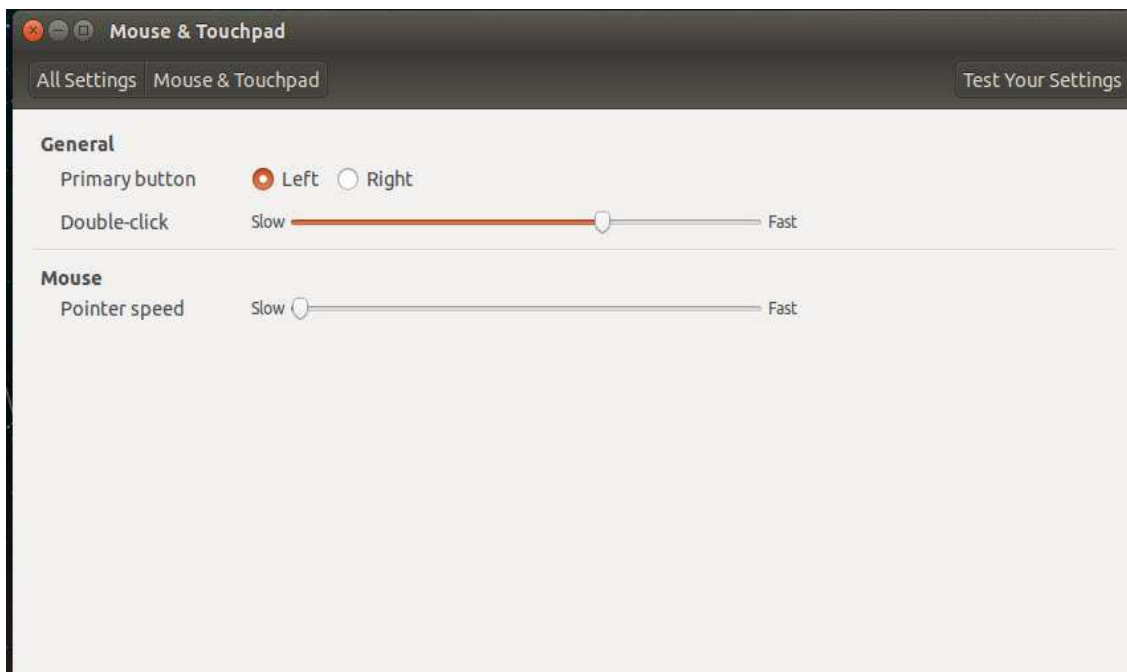 Mouse & Touchpad
All Settings Mouse & Touchpad Test Your Settings
General
Primary button Left Right
Double-click Slow Fast
Mouse
Pointer speed Slow Fast